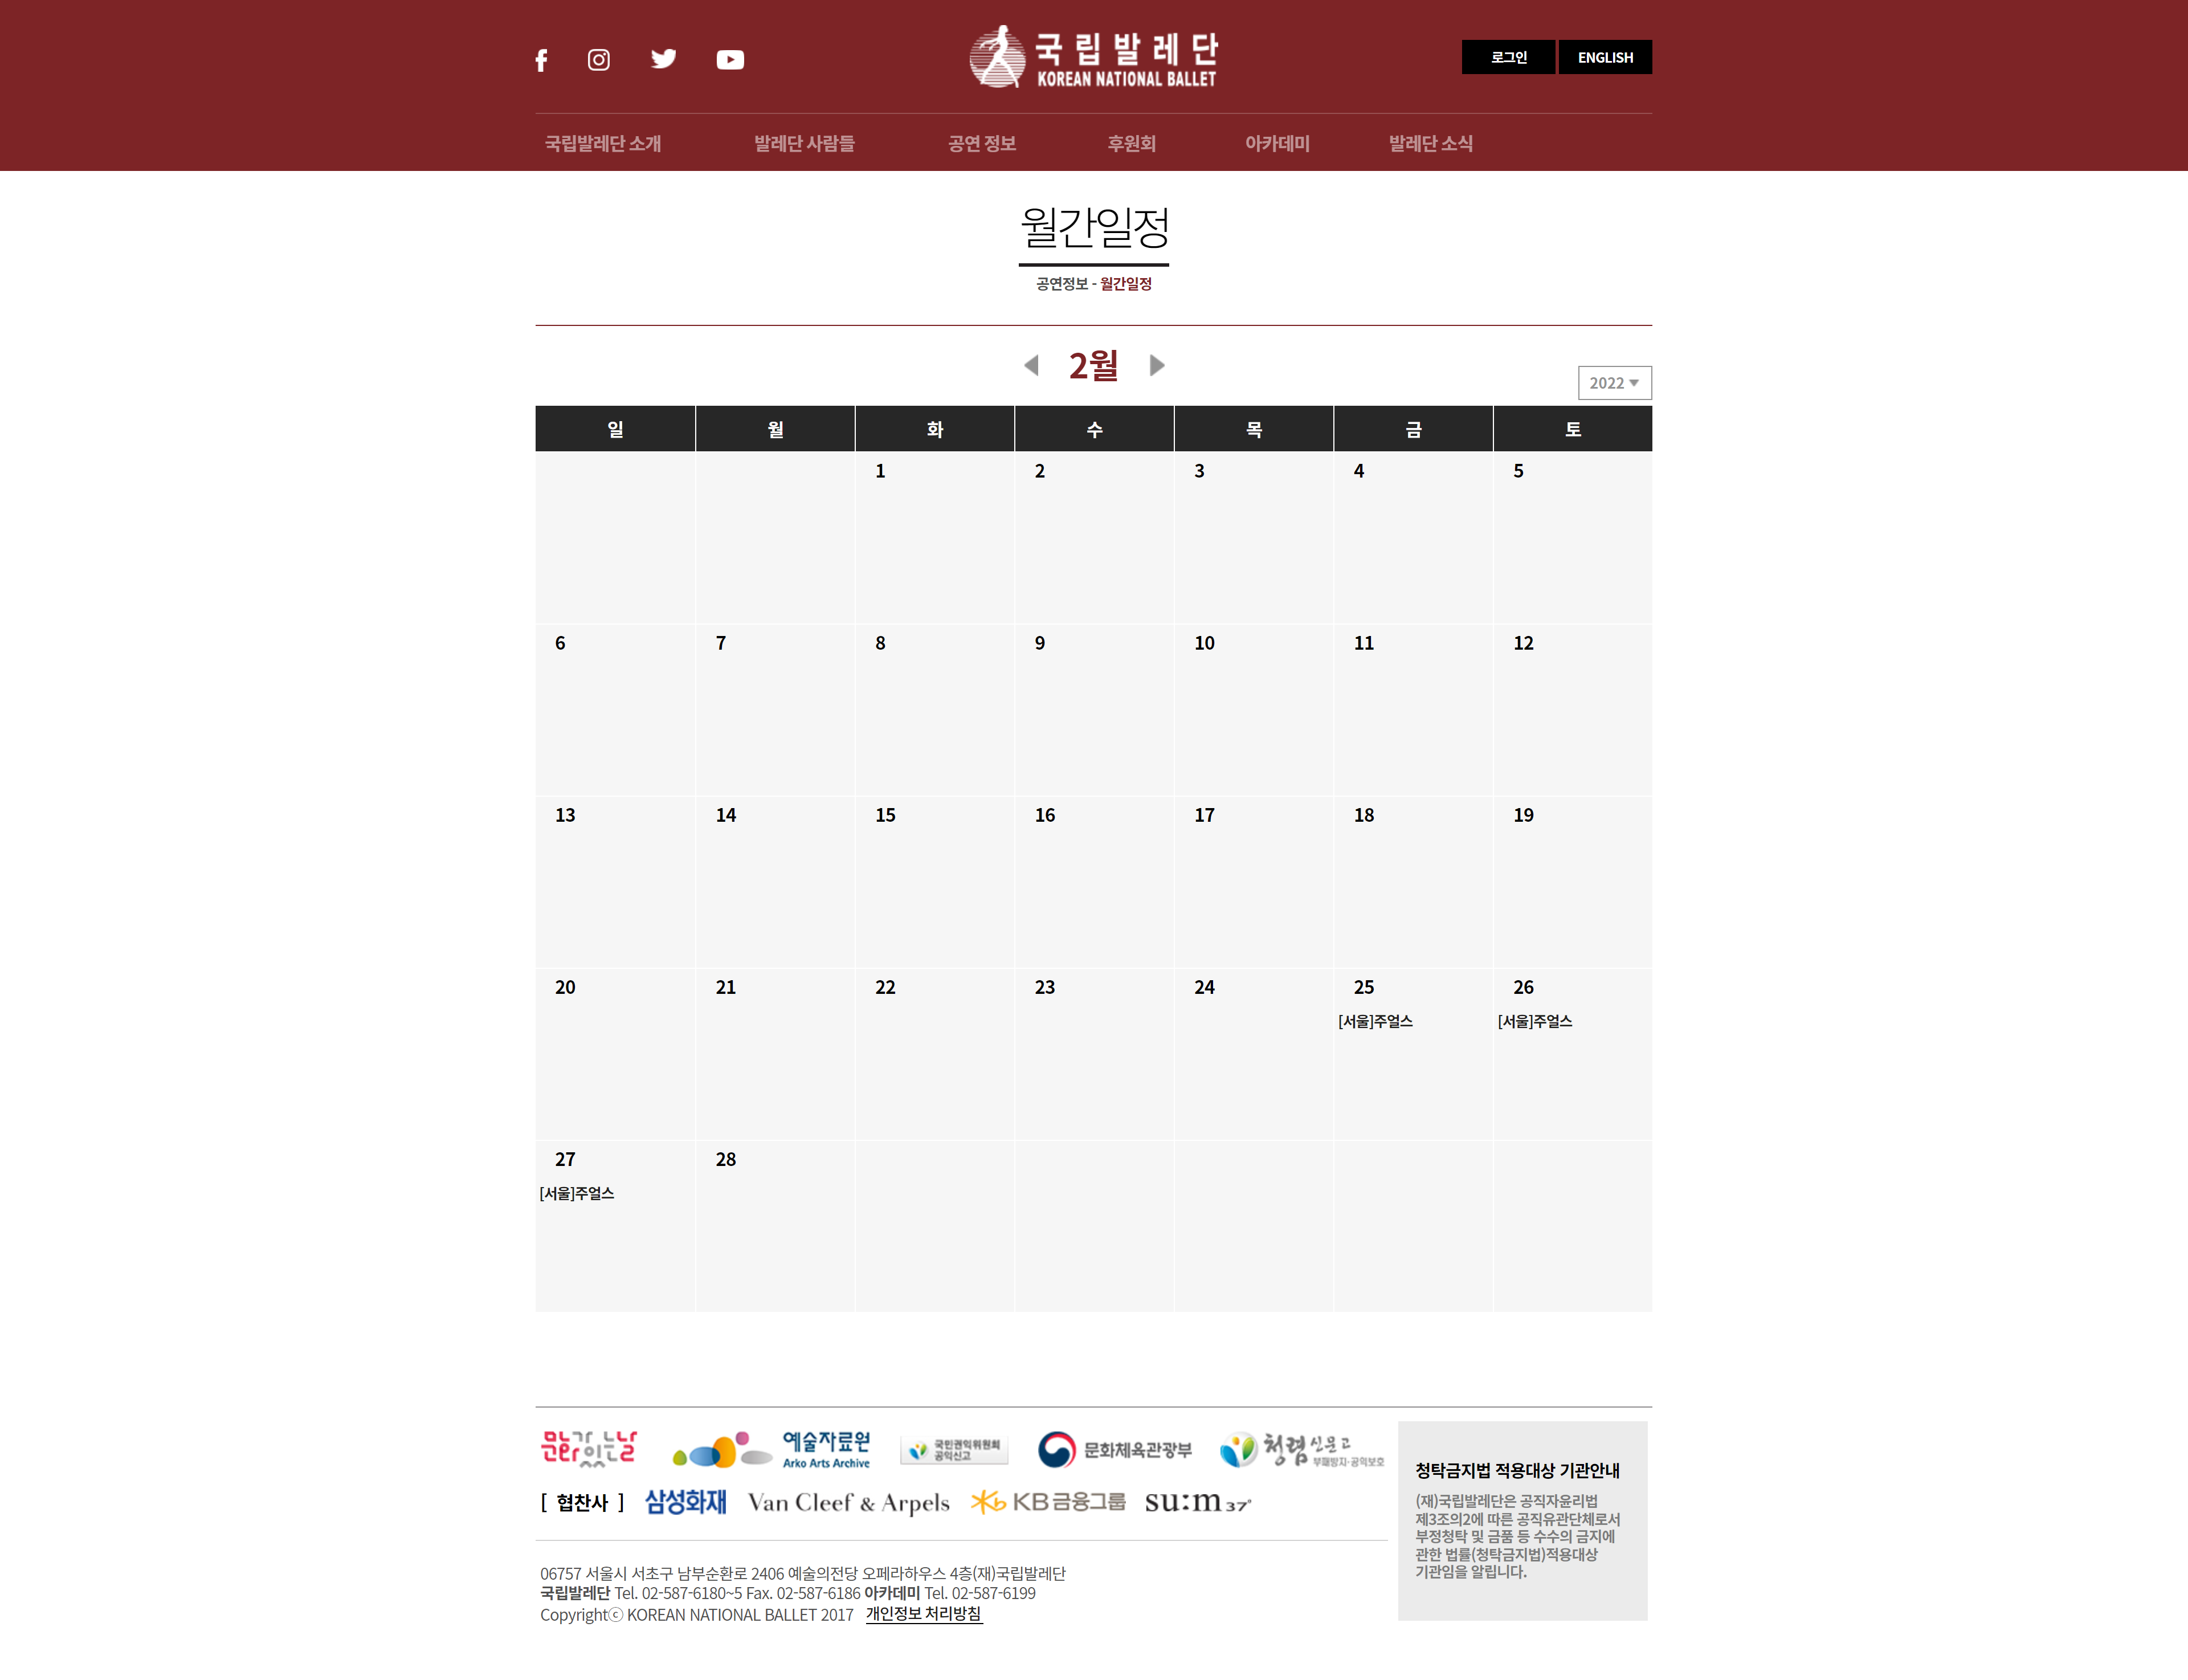 국립발레단
KOREAN NATIONAL BALLET
로그인
ENGLISH
국립발레단 소개
발레단 사람들
공연 정보
후원회
아카데미
발레단 소식
월간일정
공연정보 - 월간일정
2월
2022
일 월 화 수 목 금 토
1 2 3 4 5
6 7 8 9 10 11 12
13 14 15 16 17 18 19
20 21 22 23 24 25 26
[서울]주얼스 [서울]주얼스
27 28
[서울]주얼스
문화가있는날
예술자료원
Arko Arts Archive
국민권익위원회
공익신고
문화체육관광부
청렴신문고
부패방지·공익보호
[ 협찬사 ]
삼성화재
Van Cleef & Arpels
KB금융그룹
su:m37°
청탁금지법 적용대상 기관안내
(재)국립발레단은 공직자윤리법
제3조의2에 따른 공직유관단체로서
부정청탁 및 금품 등 수수의 금지에
관한 법률(청탁금지법)적용대상
기관임을 알립니다.
06757 서울시 서초구 남부순환로 2406 예술의전당 오페라하우스 4층(재)국립발레단
국립발레단 Tel. 02-587-6180~5 Fax. 02-587-6186 아카데미 Tel. 02-587-6199
Copyrightⓒ KOREAN NATIONAL BALLET 2017 개인정보 처리방침